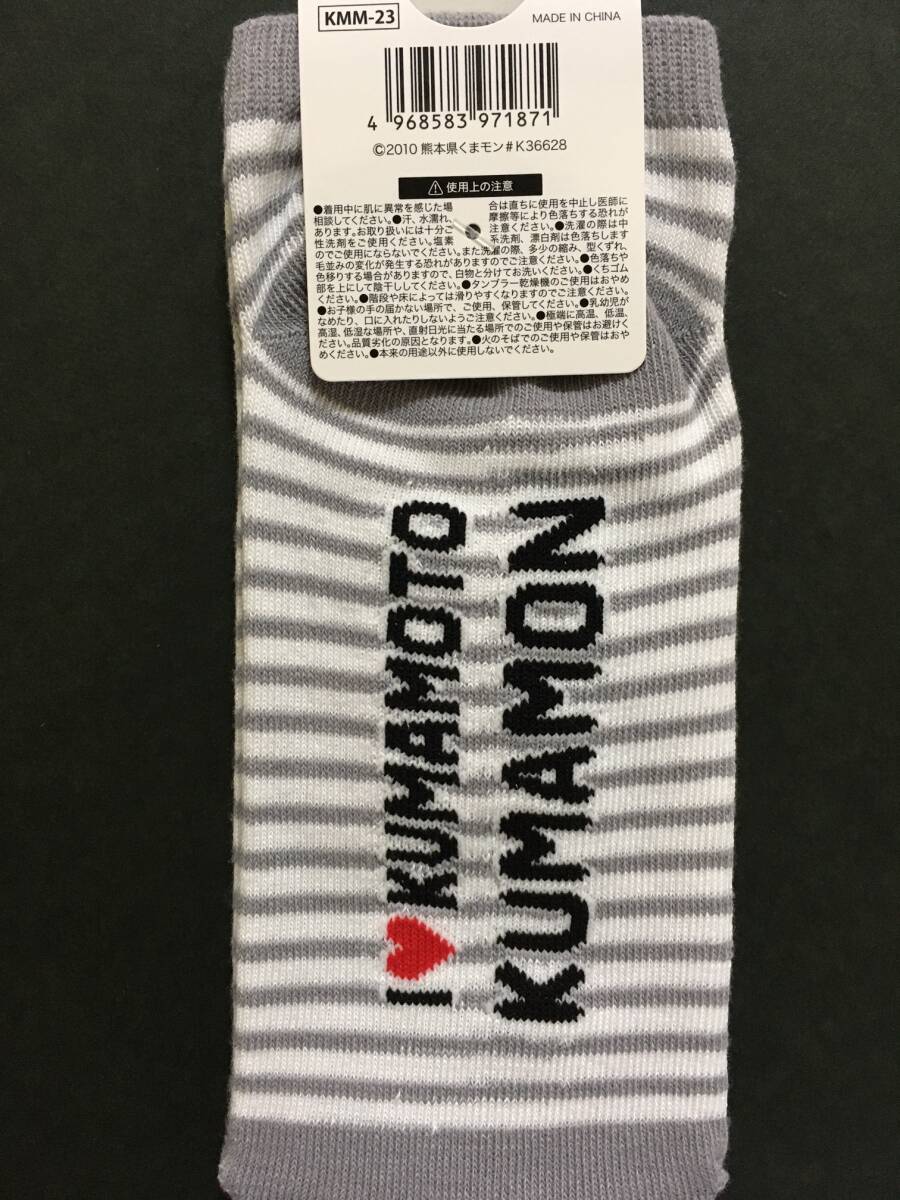 KMM-23
MADE IN CHINA
4 968583 971871
©2010 熊本県くまモン#K36628
使用上の注意
●着用中に肌に異常を感じた場 合は直ちに使用を中止し医師に
相談してください。●汗、水濡れ、 摩擦等により色落ちする恐れが
あります。お取り扱いには十分ご 注意ください。●洗濯の際は中
性洗剤をご使用ください。塩素 系洗剤、漂白剤は色落ちします
のでご使用にならないでください。また洗濯の際、多少の縮み、型くずれ、
毛並みの変化が発生する恐れがありますのでご注意ください。●色落ちや
色移りする場合がありますので、白物と分けてお洗いください。●くちゴム
部を上にして陰干ししてください。●タンブラー乾燥機のご使用はおやめ
ください。●階段や床によっては滑りやすくなりますのでご注意ください。
●お子様の手の届かない場所で、ご使用、保管してください。●乳幼児が
なめたり、口に入れたりしないようご注意ください。●極端に高温、低温、
高湿、低湿な場所や、直射日光に当たる場所でのご使用や保管はお避けく
ださい。品質劣化の原因となります。●火のそばでのご使用や保管はおや
めください。●本来の用途以外に使用しないでください。
I♥KUMAMOTO
KUMAMON